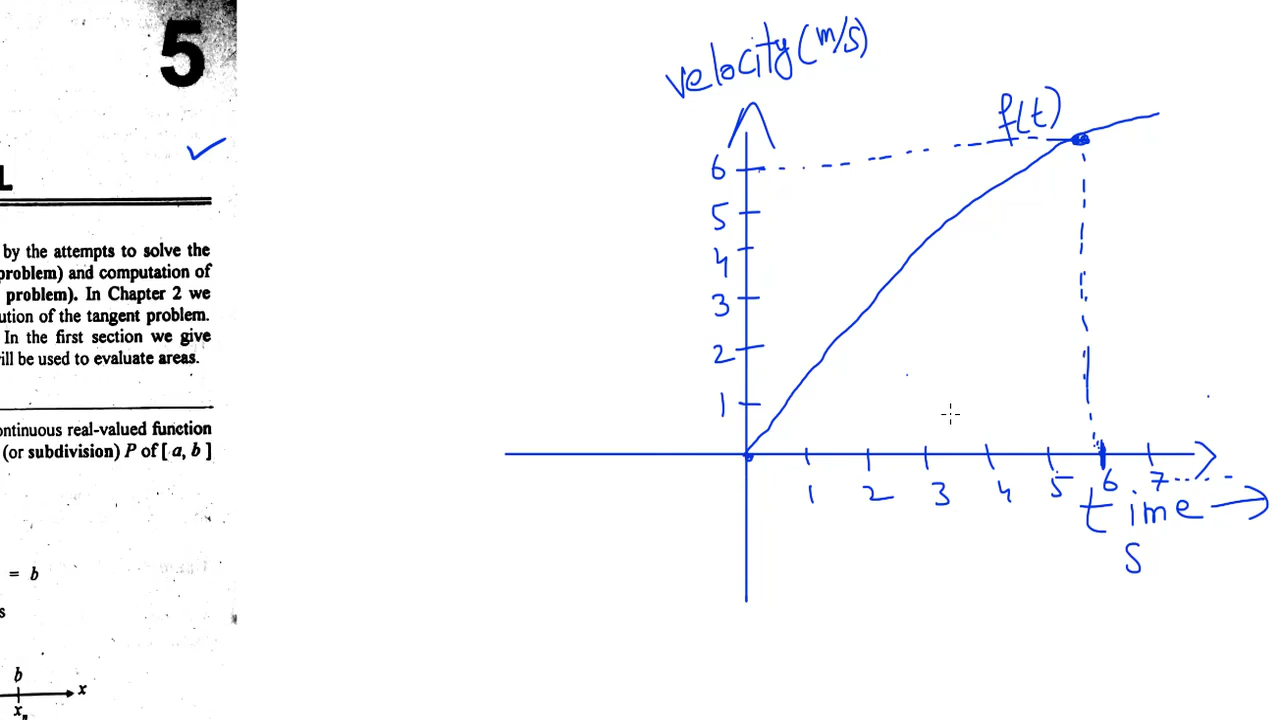 5
L
by the attempts to solve the
problem) and computation of
problem). In Chapter 2 we
ution of the tangent problem.
In the first section we give
ill be used to evaluate areas.
ontinuous real-valued function
(or subdivision) P of [a, b]
= b
s
b
x
xₙ
velocity (m/s)
f(t)
6
5
4
3
2
1
1 2 3 4 5 6 7.....
time →
s